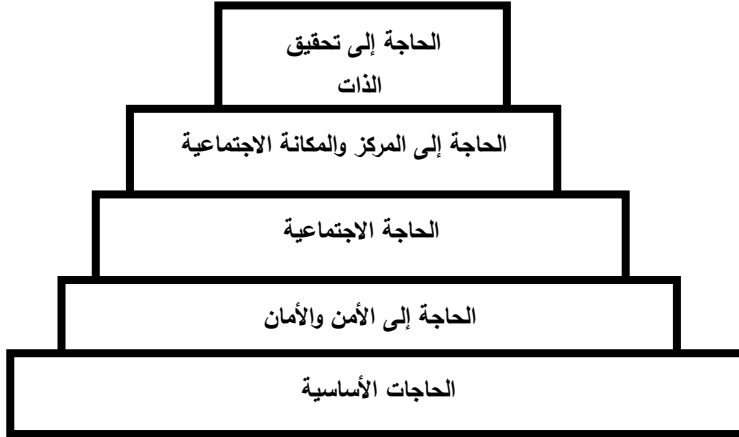 الحاجة إلى تحقيق
الذات
الحاجة إلى المركز والمكانة الاجتماعية
الحاجة الاجتماعية
الحاجة إلى الأمن والأمان
الحاجات الأساسية